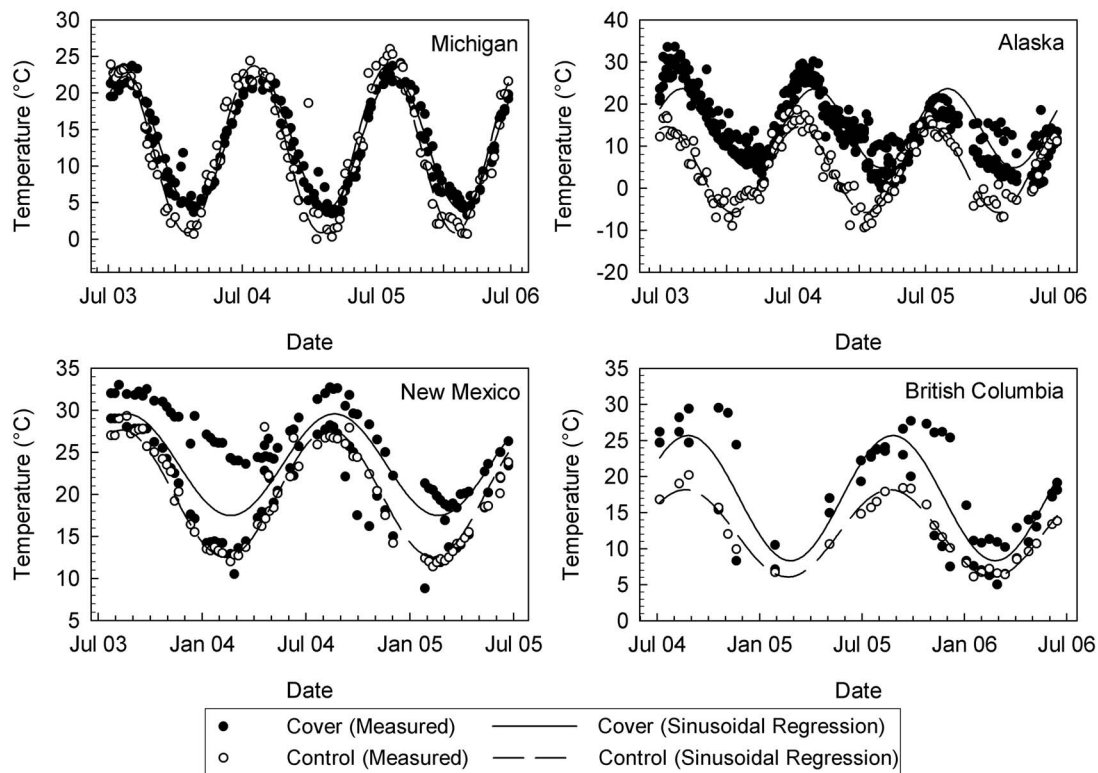 Michigan
Temperature (°C)
30
25
20
15
10
5
0
Jul 03 Jul 04 Jul 05 Jul 06
Date
Alaska
Temperature (°C)
40
30
20
10
0
-10
-20
Jul 03 Jul 04 Jul 05 Jul 06
Date
New Mexico
Temperature (°C)
35
30
25
20
15
10
5
Jul 03 Jan 04 Jul 04 Jan 05 Jul 05
Date
British Columbia
Temperature (°C)
35
30
25
20
15
10
5
0
Jul 04 Jan 05 Jul 05 Jan 06 Jul 06
Date
Cover (Measured) Cover (Sinusoidal Regression)
Control (Measured) Control (Sinusoidal Regression)